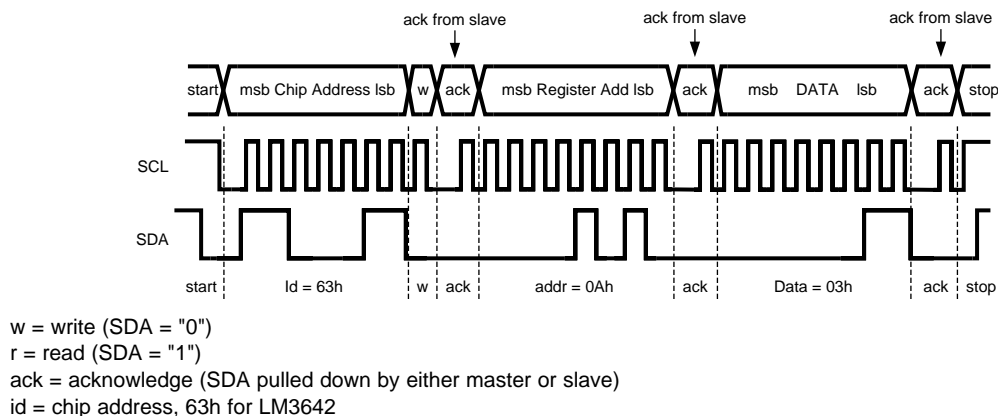 ack from slave ack from slave ack from slave
start msb Chip Address lsb w ack msb Register Add lsb ack msb DATA lsb ack stop
SCL
SDA
start Id = 63h w ack addr = 0Ah ack Data = 03h ack stop
w = write (SDA = "0")
r = read (SDA = "1")
ack = acknowledge (SDA pulled down by either master or slave)
id = chip address, 63h for LM3642